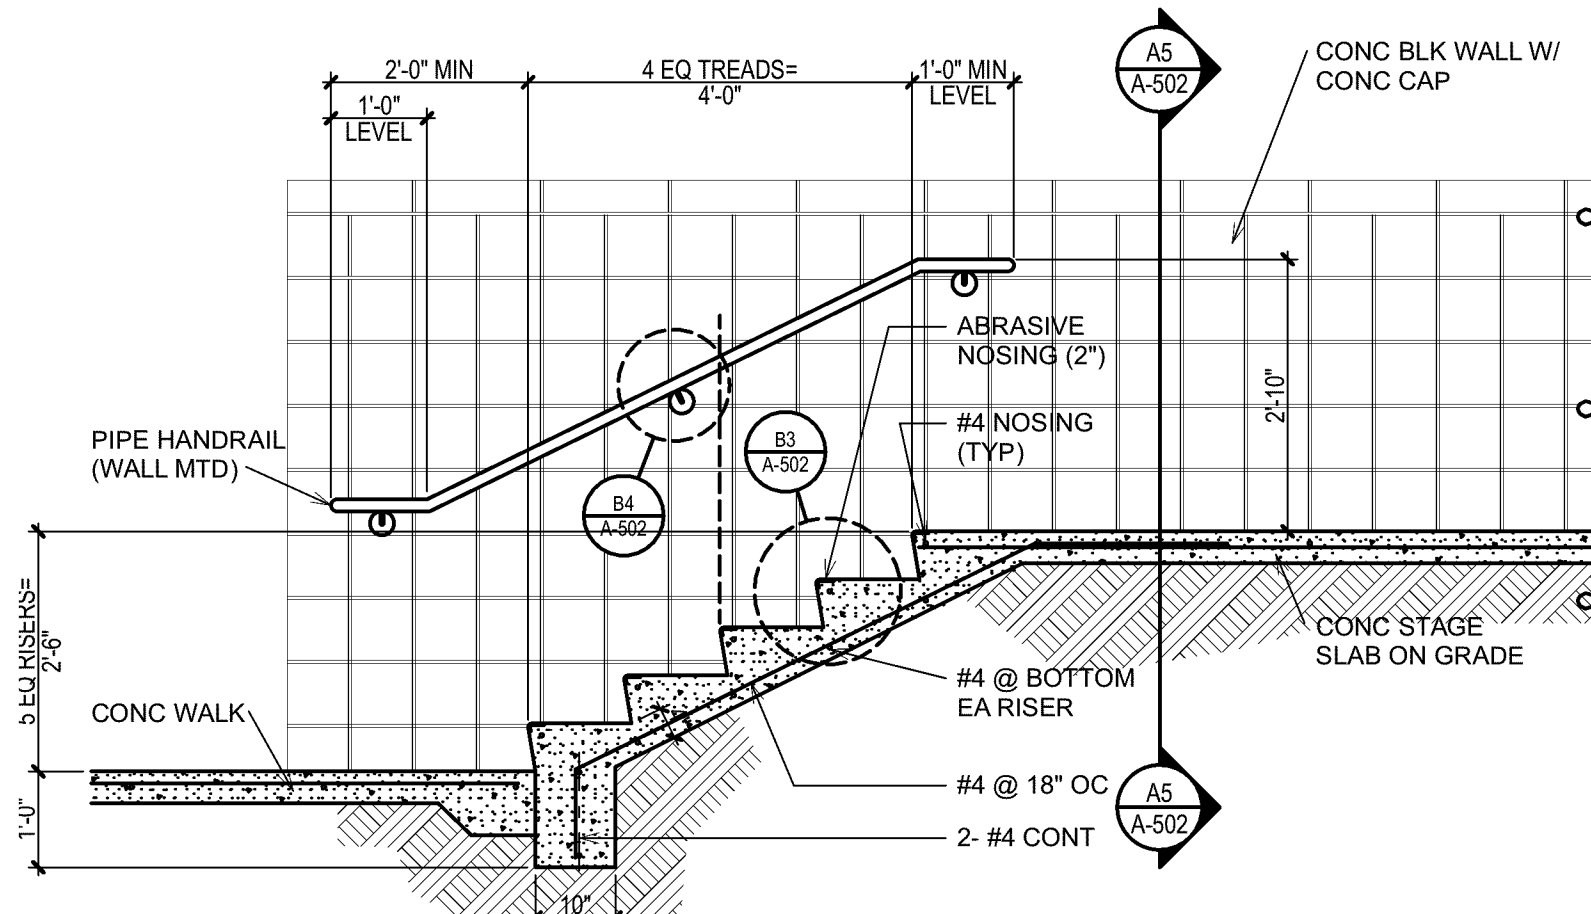 2'-0" MIN
4 EQ TREADS=
4'-0"
1'-0" MIN
LEVEL
1'-0"
LEVEL
A5
A-502
CONC BLK WALL W/
CONC CAP
ABRASIVE
NOSING (2")
#4 NOSING
(TYP)
2'-10"
PIPE HANDRAIL
(WALL MTD)
B3
A-502
B4
A-502
5 EQ RISERS=
2'-6"
CONC WALK
1'-0"
CONC STAGE
SLAB ON GRADE
#4 @ BOTTOM
EA RISER
#4 @ 18" OC
2- #4 CONT
A5
A-502
10"